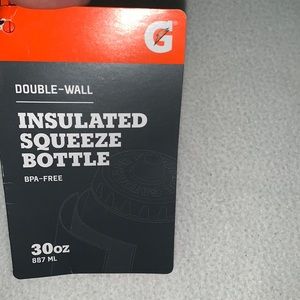 G
DOUBLE-WALL
INSULATED
SQUEEZE
BOTTLE
BPA-FREE
30OZ
887 ML